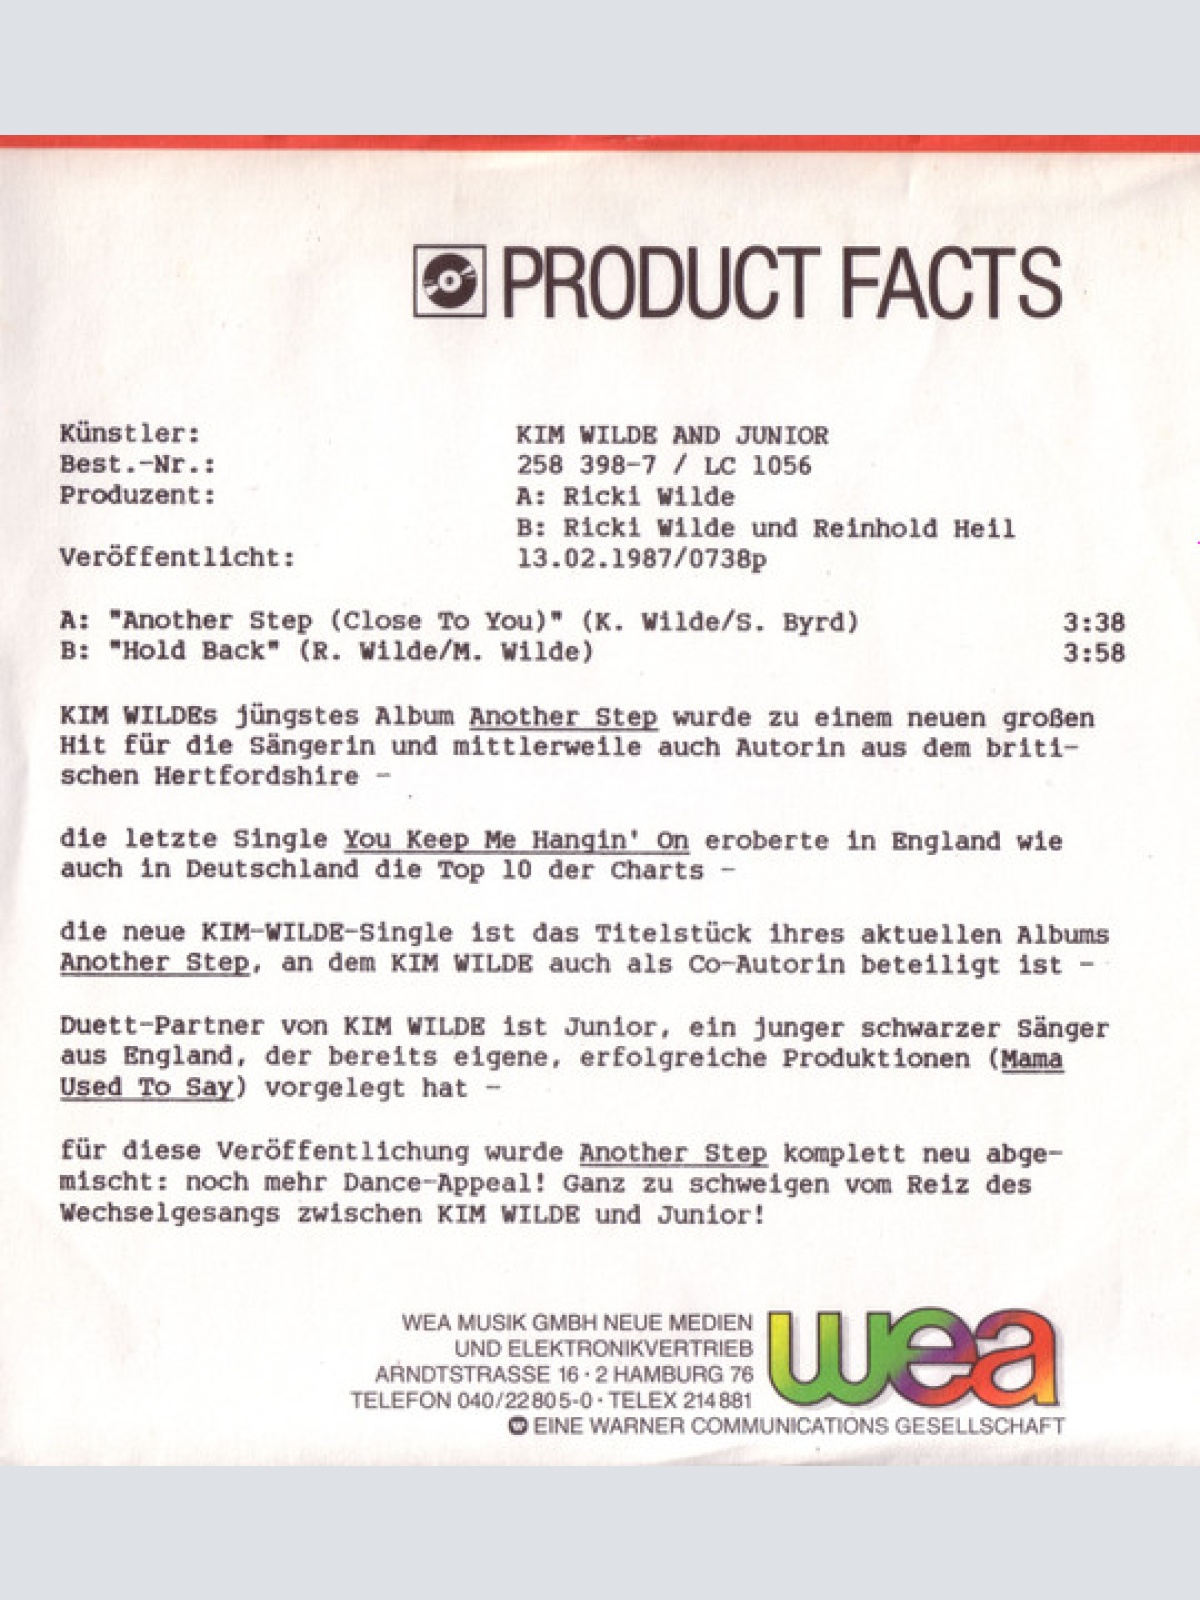 PRODUCT FACTS
Künstler: KIM WILDE AND JUNIOR
Best.-Nr.: 258 398-7 / LC 1056
Produzent: A: Ricki Wilde
B: Ricki Wilde und Reinhold Heil
Veröffentlicht: 13.02.1987/0738p
A: "Another Step (Close To You)" (K. Wilde/S. Byrd) 3:38
B: "Hold Back" (R. Wilde/M. Wilde) 3:58
KIM WILDEs jüngstes Album Another Step wurde zu einem neuen großen
Hit für die Sängerin und mittlerweile auch Autorin aus dem briti-
schen Hertfordshire -
die letzte Single You Keep Me Hangin' On eroberte in England wie
auch in Deutschland die Top 10 der Charts -
die neue KIM-WILDE-Single ist das Titelstück ihres aktuellen Albums
Another Step, an dem KIM WILDE auch als Co-Autorin beteiligt ist -
Duett-Partner von KIM WILDE ist Junior, ein junger schwarzer Sänger
aus England, der bereits eigene, erfolgreiche Produktionen (Mama
Used To Say) vorgelegt hat -
für diese Veröffentlichung wurde Another Step komplett neu abge-
mischt: noch mehr Dance-Appeal! Ganz zu schweigen vom Reiz des
Wechselgesangs zwischen KIM WILDE und Junior!
WEA MUSIK GMBH NEUE MEDIEN
UND ELEKTRONIKVERTRIEB
ARNDTSTRASSE 16 · 2 HAMBURG 76
TELEFON 040/22805-0 · TELEX 214881
wea
EINE WARNER COMMUNICATIONS GESELLSCHAFT